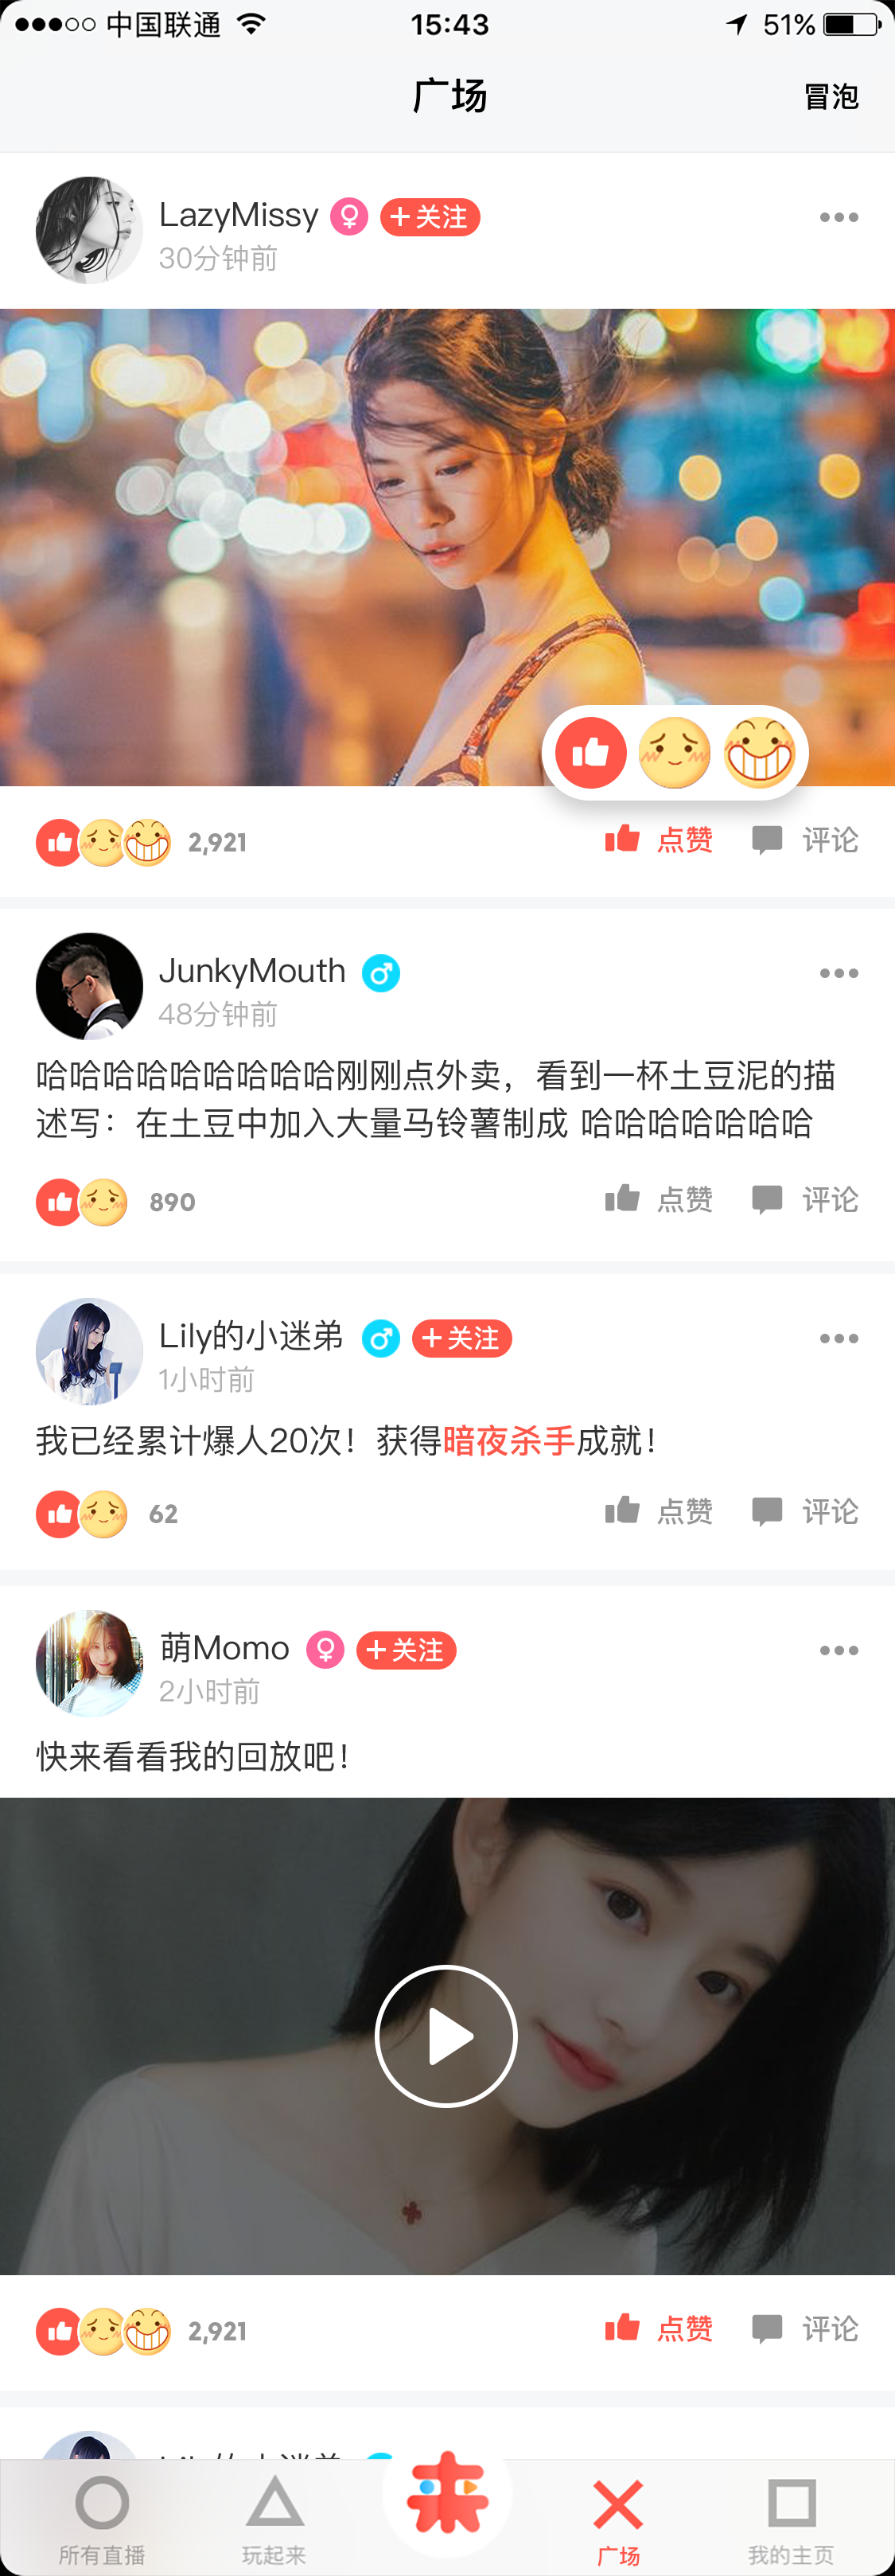 中国联通 15:43 51%
广场 冒泡
LazyMissy +关注
30分钟前
2,921 点赞 评论
JunkyMouth
48分钟前
哈哈哈哈哈哈哈哈哈刚刚点外卖，看到一杯土豆泥的描
述写：在土豆中加入大量马铃薯制成 哈哈哈哈哈哈哈
890 点赞 评论
Lily的小迷弟 +关注
1小时前
我已经累计爆人20次！获得暗夜杀手成就！
62 点赞 评论
萌Momo +关注
2小时前
快来看看我的回放吧！
2,921 点赞 评论
来
所有直播 玩起来 广场 我的主页